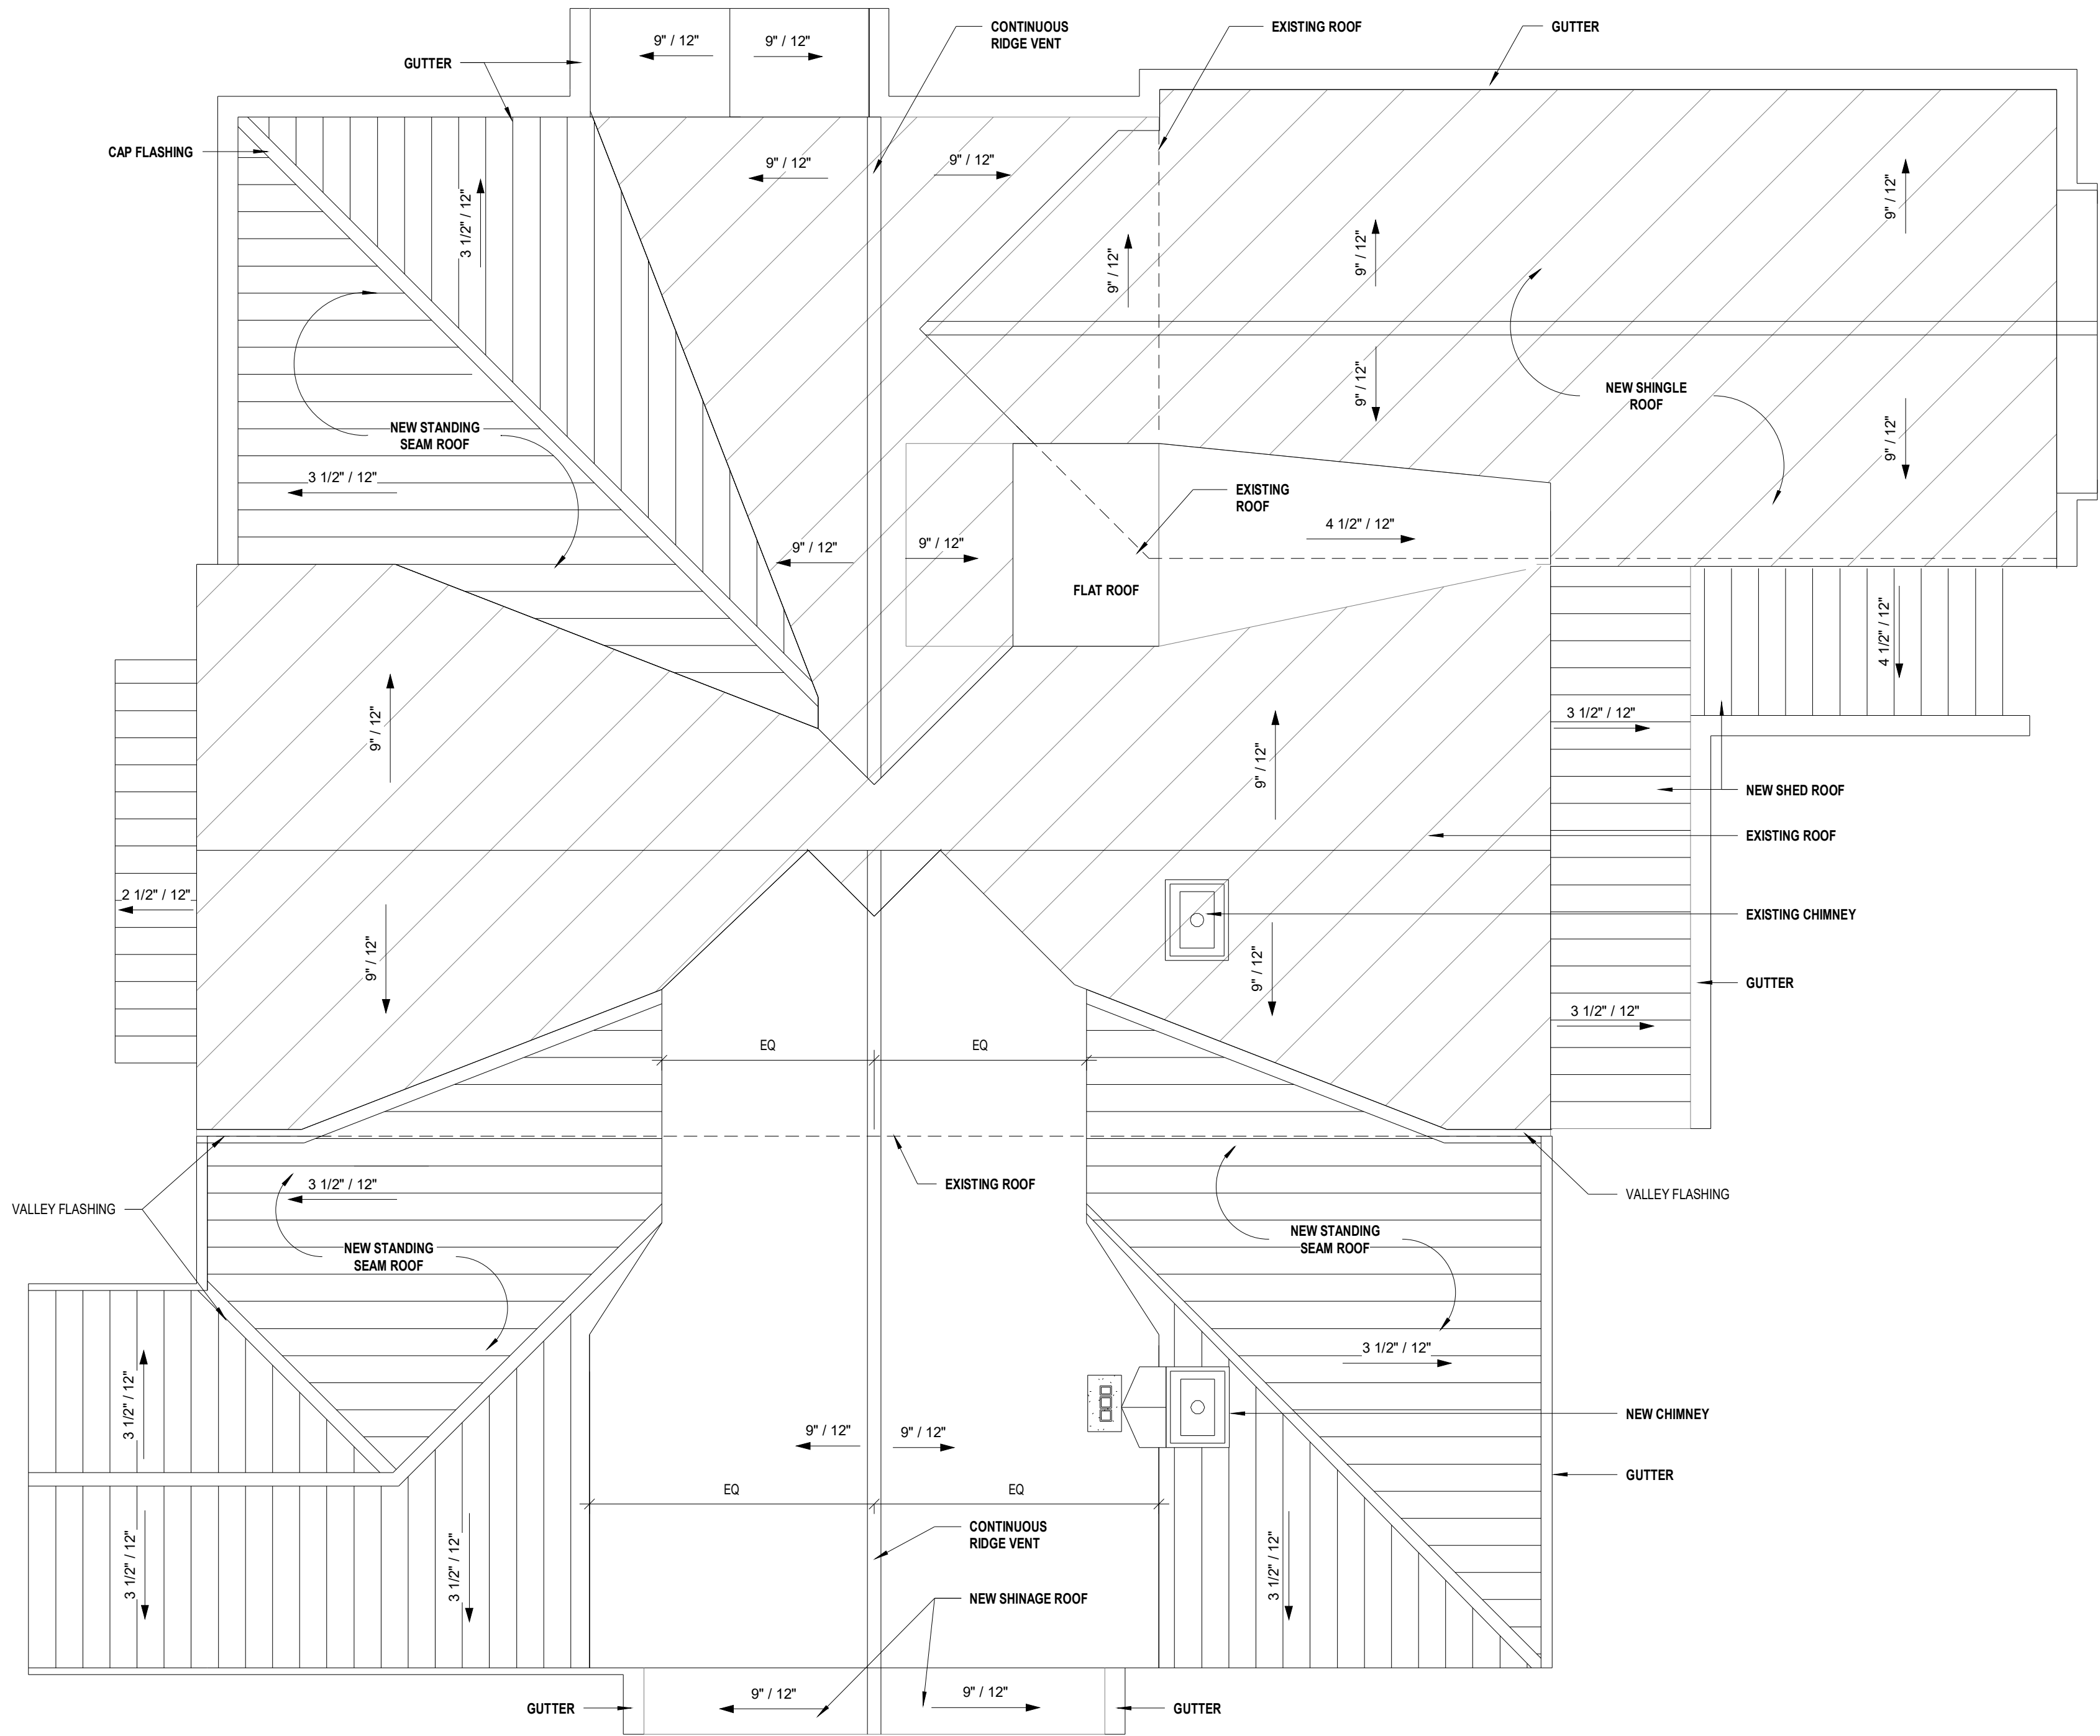 9" / 12"
9" / 12"
CONTINUOUS
RIDGE VENT
EXISTING ROOF
GUTTER
GUTTER
CAP FLASHING
9" / 12"
9" / 12"
3 1/2" / 12"
9" / 12"
9" / 12"
9" / 12"
9" / 12"
NEW SHINGLE
ROOF
NEW STANDING
SEAM ROOF
9" / 12"
3 1/2" / 12"
EXISTING
ROOF
4 1/2" / 12"
9" / 12"
9" / 12"
FLAT ROOF
4 1/2" / 12"
9" / 12"
3 1/2" / 12"
9" / 12"
NEW SHED ROOF
EXISTING ROOF
2 1/2" / 12"
EXISTING CHIMNEY
9" / 12"
9" / 12"
GUTTER
3 1/2" / 12"
EQ
EQ
3 1/2" / 12"
EXISTING ROOF
VALLEY FLASHING
VALLEY FLASHING
NEW STANDING
SEAM ROOF
NEW STANDING
SEAM ROOF
3 1/2" / 12"
3 1/2" / 12"
9" / 12"
9" / 12"
NEW CHIMNEY
GUTTER
EQ
EQ
CONTINUOUS
RIDGE VENT
3 1/2" / 12"
3 1/2" / 12"
3 1/2" / 12"
NEW SHINAGE ROOF
9" / 12"
9" / 12"
GUTTER
GUTTER